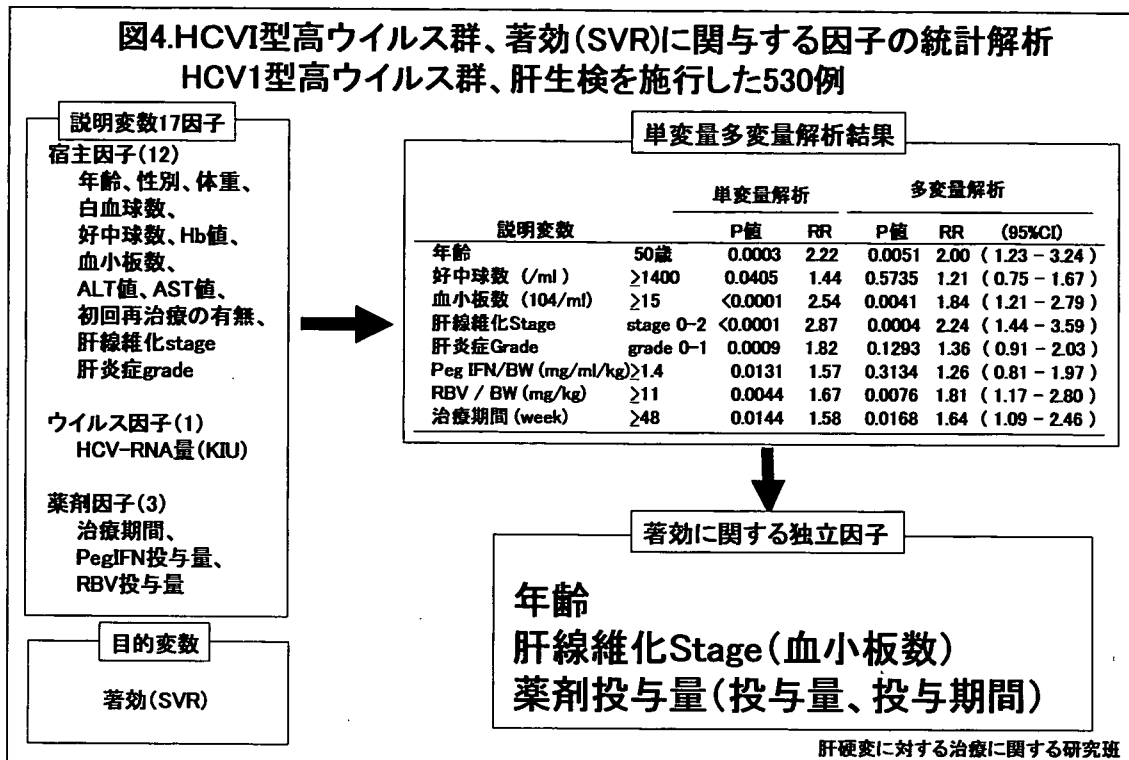 図4.HCVI型高ウイルス群、著効(SVR)に関与する因子の統計解析
HCV1型高ウイルス群、肝生検を施行した530例
説明変数17因子
宿主因子(12)
年齢、性別、体重、
白血球数、
好中球数、Hb値、
血小板数、
ALT値、AST値、
初回再治療の有無、
肝線維化stage
肝炎症grade
ウイルス因子(1)
HCV-RNA量(KIU)
薬剤因子(3)
治療期間、
PegIFN投与量、
RBV投与量
目的変数
著効(SVR)
単変量多変量解析結果
単変量解析 多変量解析
説明変数 P値 RR P値 RR (95%CI)
年齢 50歳 0.0003 2.22 0.0051 2.00 ( 1.23 - 3.24 )
好中球数 (/ml ) ≥1400 0.0405 1.44 0.5735 1.21 ( 0.75 - 1.67 )
血小板数 (104/ml) ≥15 <0.0001 2.54 0.0041 1.84 ( 1.21 - 2.79 )
肝線維化Stage stage 0-2 <0.0001 2.87 0.0004 2.24 ( 1.44 - 3.59 )
肝炎症Grade grade 0-1 0.0009 1.82 0.1293 1.36 ( 0.91 - 2.03 )
Peg IFN/BW (mg/ml/kg) ≥1.4 0.0131 1.57 0.3134 1.26 ( 0.81 - 1.97 )
RBV / BW (mg/kg) ≥11 0.0044 1.67 0.0076 1.81 ( 1.17 - 2.80 )
治療期間 (week) ≥48 0.0144 1.58 0.0168 1.64 ( 1.09 - 2.46 )
著効に関する独立因子
年齢
肝線維化Stage(血小板数)
薬剤投与量(投与量、投与期間)
肝硬変に対する治療に関する研究班